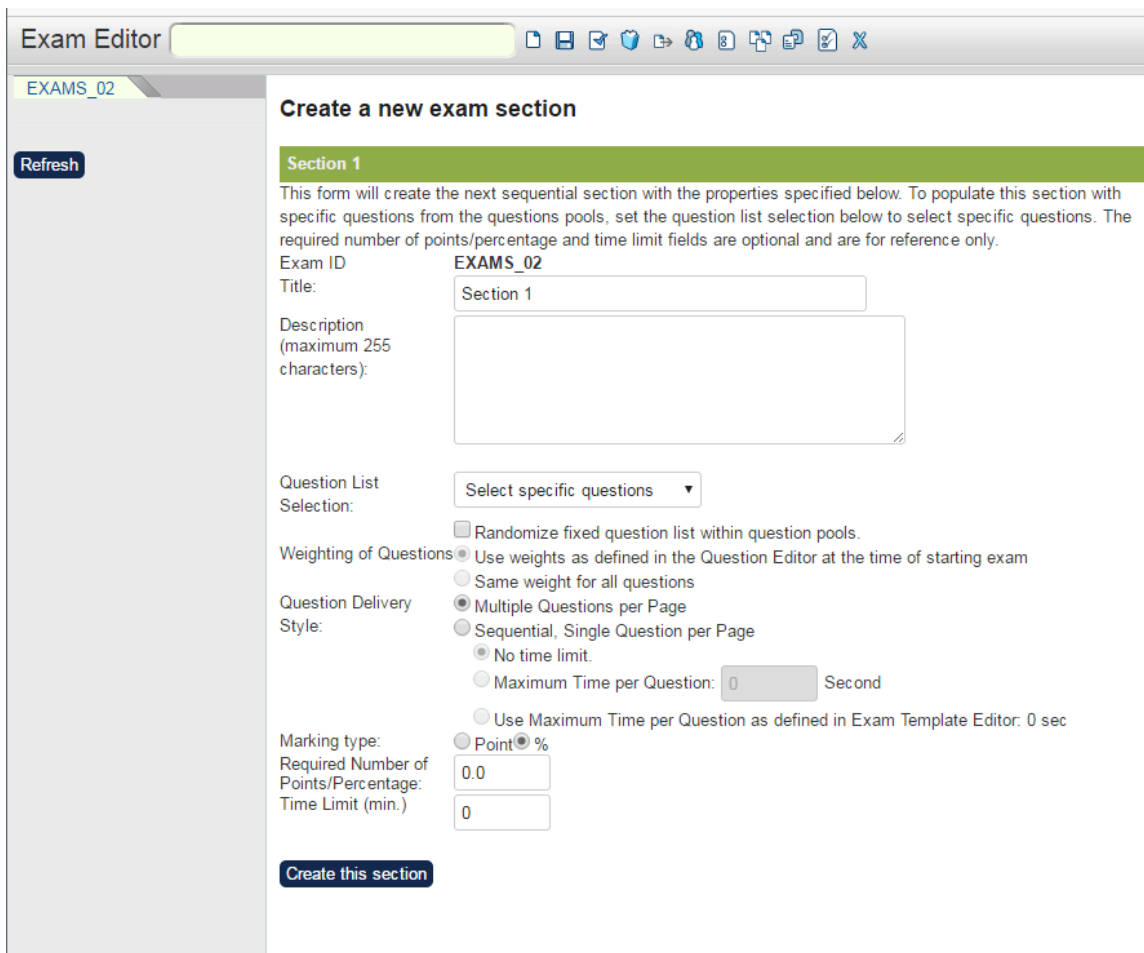 Exam Editor
EXAMS_02
Refresh
Create a new exam section
Section 1
This form will create the next sequential section with the properties specified below. To populate this section with
specific questions from the questions pools, set the question list selection below to select specific questions. The
required number of points/percentage and time limit fields are optional and are for reference only.
Exam ID EXAMS_02
Title: Section 1
Description
(maximum 255
characters):
Question List
Selection: Select specific questions
Randomize fixed question list within question pools.
Weighting of Questions Use weights as defined in the Question Editor at the time of starting exam
Same weight for all questions
Question Delivery
Style: Multiple Questions per Page
Sequential, Single Question per Page
No time limit.
Maximum Time per Question: 0 Second
Use Maximum Time per Question as defined in Exam Template Editor: 0 sec
Marking type: Point %
Required Number of
Points/Percentage: 0.0
Time Limit (min.) 0
Create this section